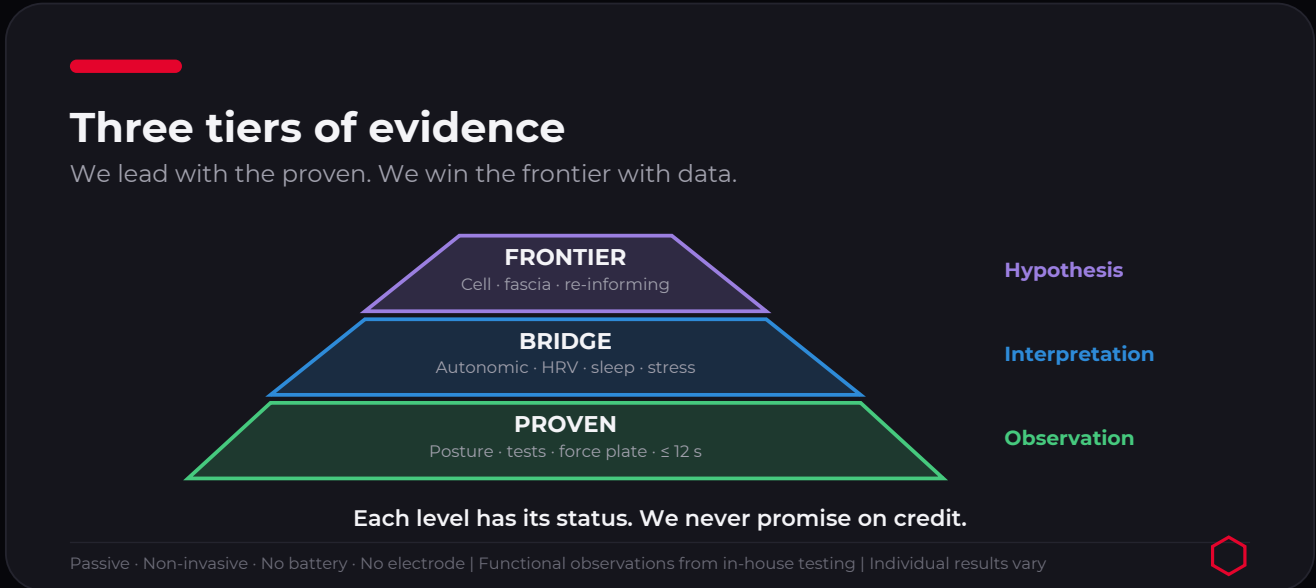 Three tiers of evidence
We lead with the proven. We win the frontier with data.
FRONTIER
Cell · fascia · re-informing
Hypothesis
BRIDGE
Autonomic · HRV · sleep · stress
Interpretation
PROVEN
Posture · tests · force plate · ≤ 12 s
Observation
Each level has its status. We never promise on credit.
Passive · Non-invasive · No battery · No electrode | Functional observations from in-house testing | Individual results vary